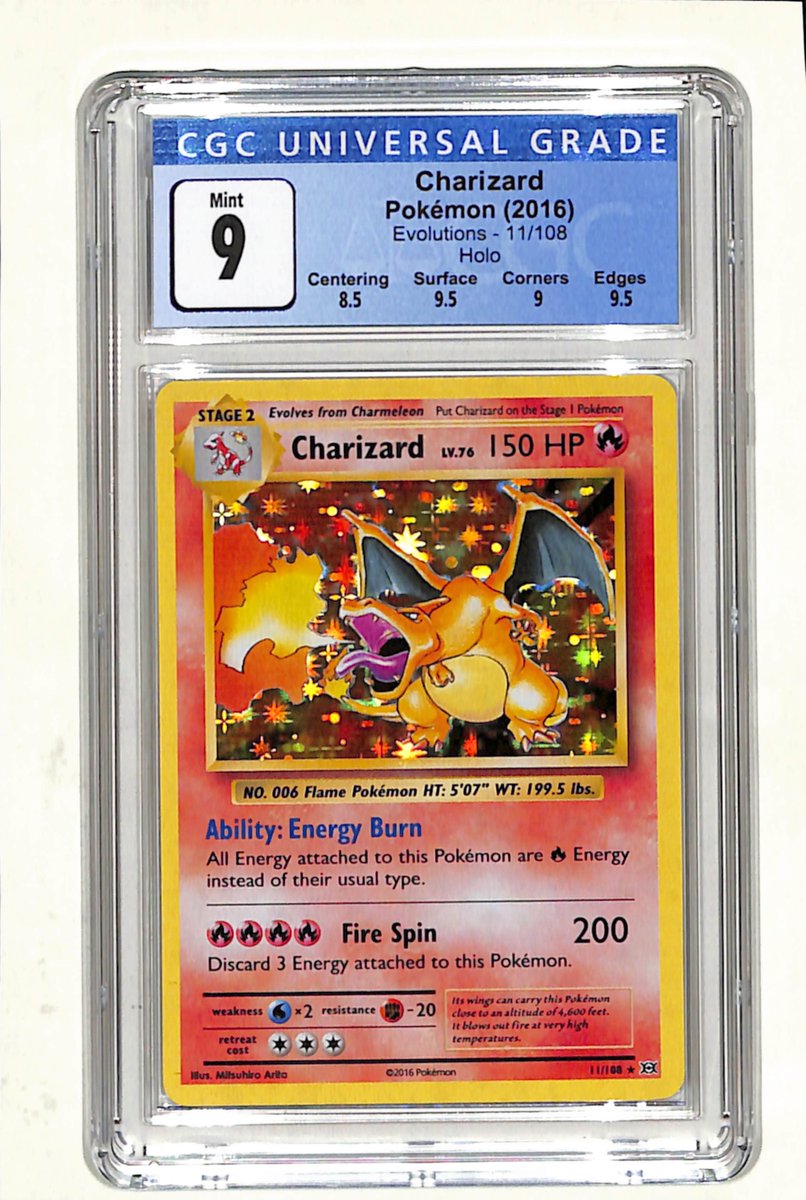 CGC UNIVERSAL GRADE
Mint
9
Charizard
Pokémon (2016)
Evolutions - 11/108
Holo
Centering Surface Corners Edges
8.5 9.5 9 9.5
STAGE 2 Evolves from Charmeleon Put Charizard on the Stage 1 Pokémon
Charizard LV.76 150 HP
NO. 006 Flame Pokémon HT: 5'07" WT: 199.5 lbs.
Ability: Energy Burn
All Energy attached to this Pokémon are Energy
instead of their usual type.
Fire Spin 200
Discard 3 Energy attached to this Pokémon.
weakness ×2 resistance -20
retreat
cost
Its wings can carry this Pokémon
close to an altitude of 4,600 feet.
It blows out fire at very high
temperatures.
Illus. Mitsuhiro Arita ©2016 Pokémon 11/108 ★